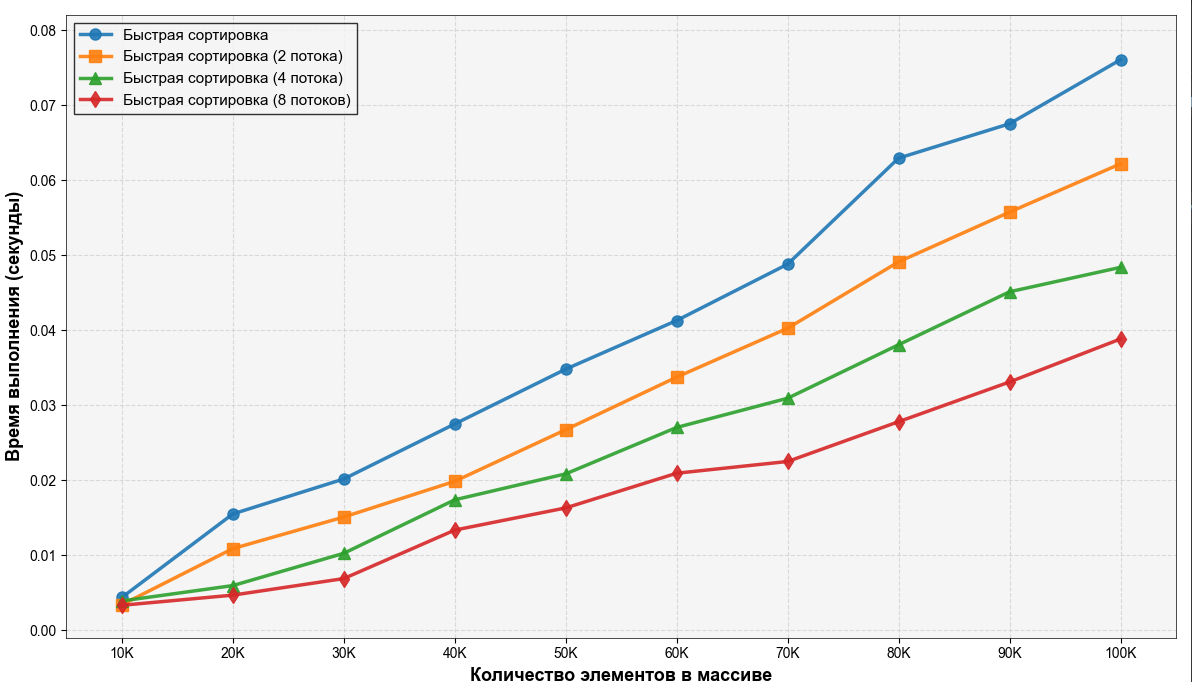 Быстрая сортировка
Быстрая сортировка (2 потока)
Быстрая сортировка (4 потока)
Быстрая сортировка (8 потоков)
Время выполнения (секунды)
0.08
0.07
0.06
0.05
0.04
0.03
0.02
0.01
0.00
10K 20K 30K 40K 50K 60K 70K 80K 90K 100K
Количество элементов в массиве